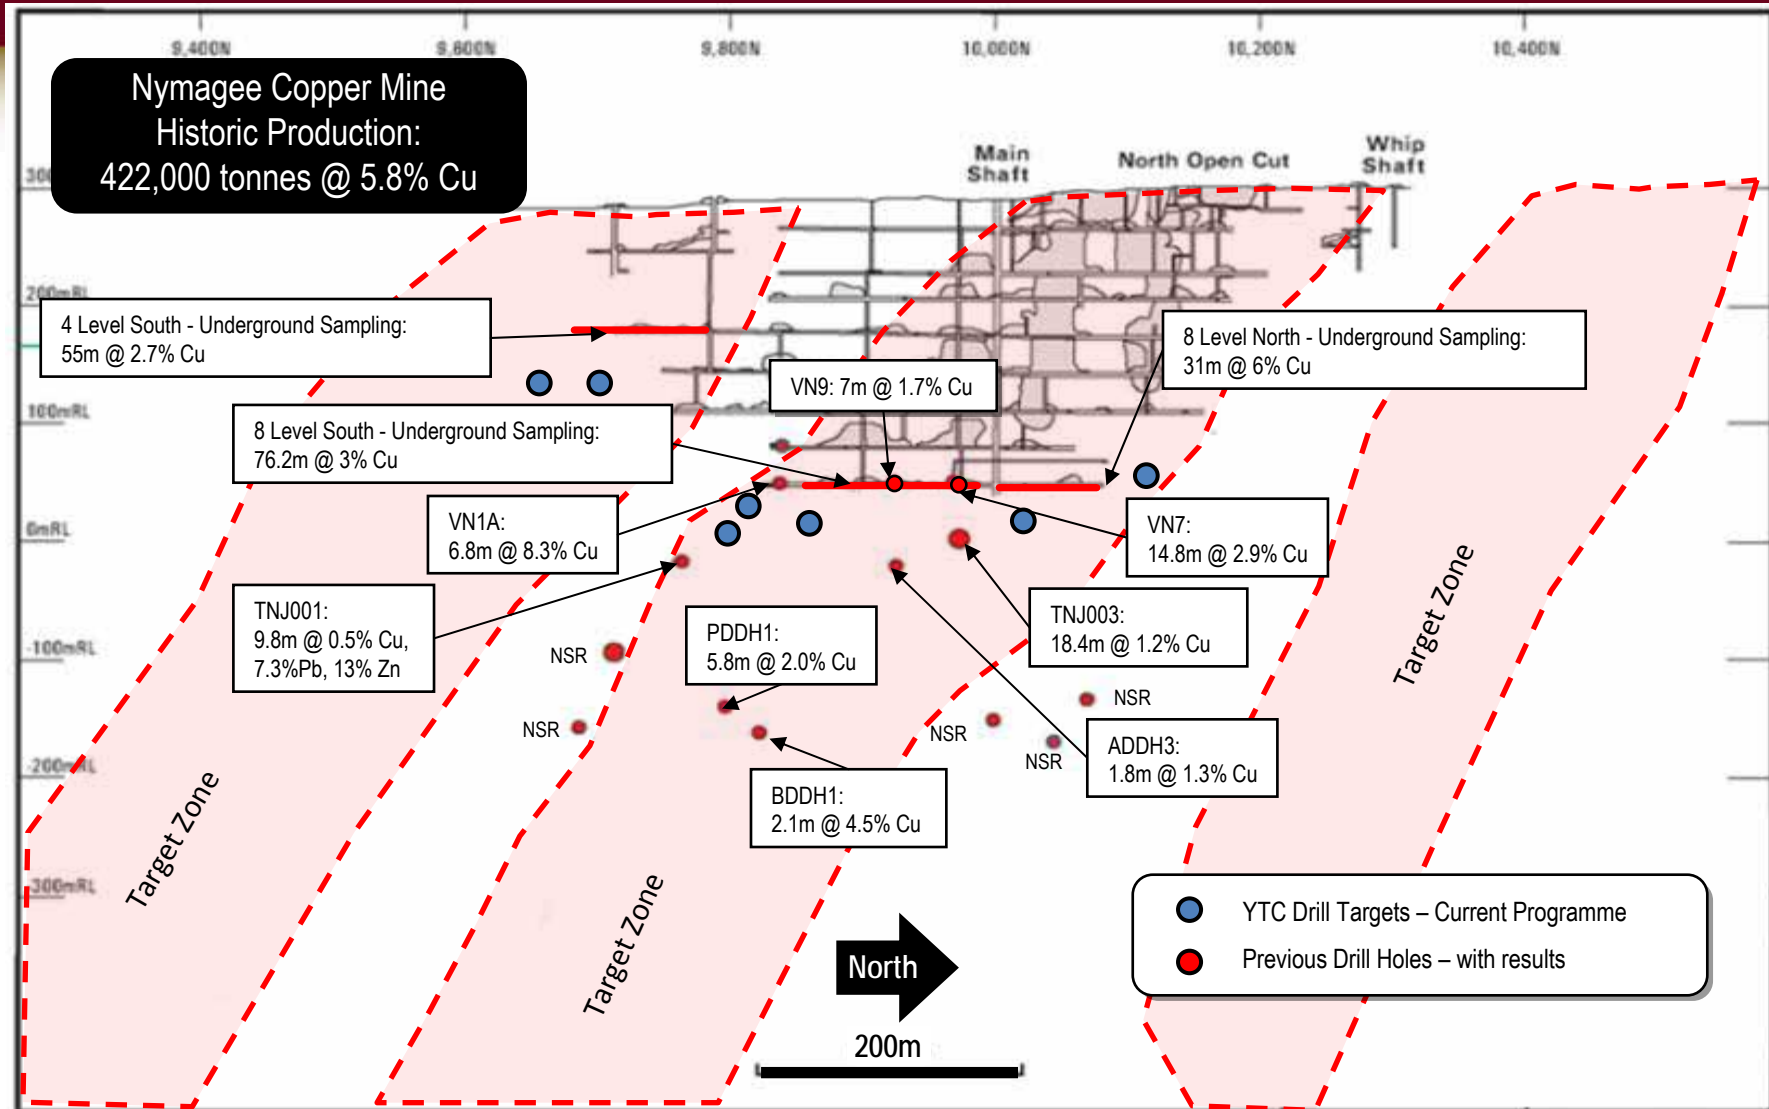 9,400N
9,600N
9,800N
10,000N
10,200N
10,400N
Nymagee Copper Mine
Historic Production:
422,000 tonnes @ 5.8% Cu
Main
Shaft
North Open Cut
Whip
Shaft
200mRL
4 Level South - Underground Sampling:
55m @ 2.7% Cu
8 Level North - Underground Sampling:
31m @ 6% Cu
VN9: 7m @ 1.7% Cu
100mRL
8 Level South - Underground Sampling:
76.2m @ 3% Cu
VN1A:
6.8m @ 8.3% Cu
0mRL
VN7:
14.8m @ 2.9% Cu
TNJ001:
9.8m @ 0.5% Cu,
7.3%Pb, 13% Zn
PDDH1:
5.8m @ 2.0% Cu
TNJ003:
18.4m @ 1.2% Cu
-100mRL
NSR
NSR
NSR
NSR
NSR
ADDH3:
1.8m @ 1.3% Cu
-200mRL
BDDH1:
2.1m @ 4.5% Cu
Target Zone
Target Zone
Target Zone
-300mRL
YTC Drill Targets – Current Programme
Previous Drill Holes – with results
North
200m